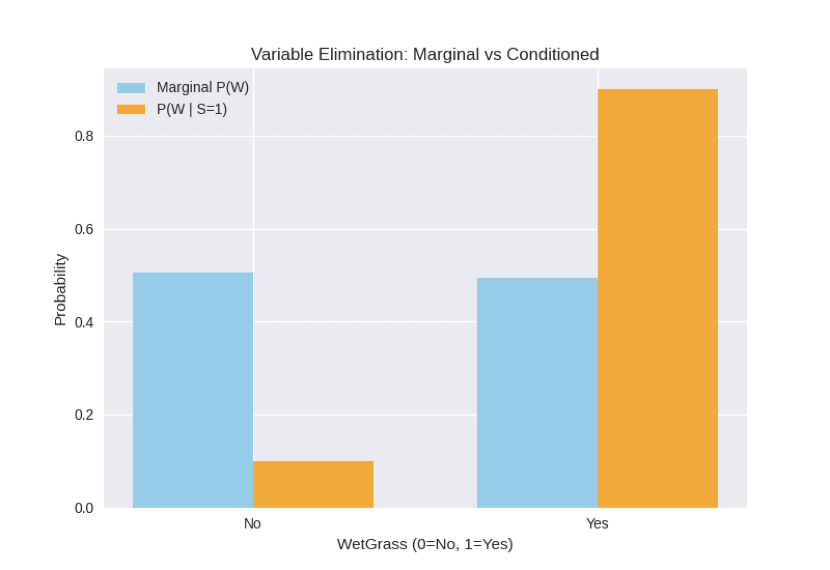 Variable Elimination: Marginal vs Conditioned
Marginal P(W)
P(W | S=1)
Probability
0.8
0.6
0.4
0.2
0.0
No
Yes
WetGrass (0=No, 1=Yes)